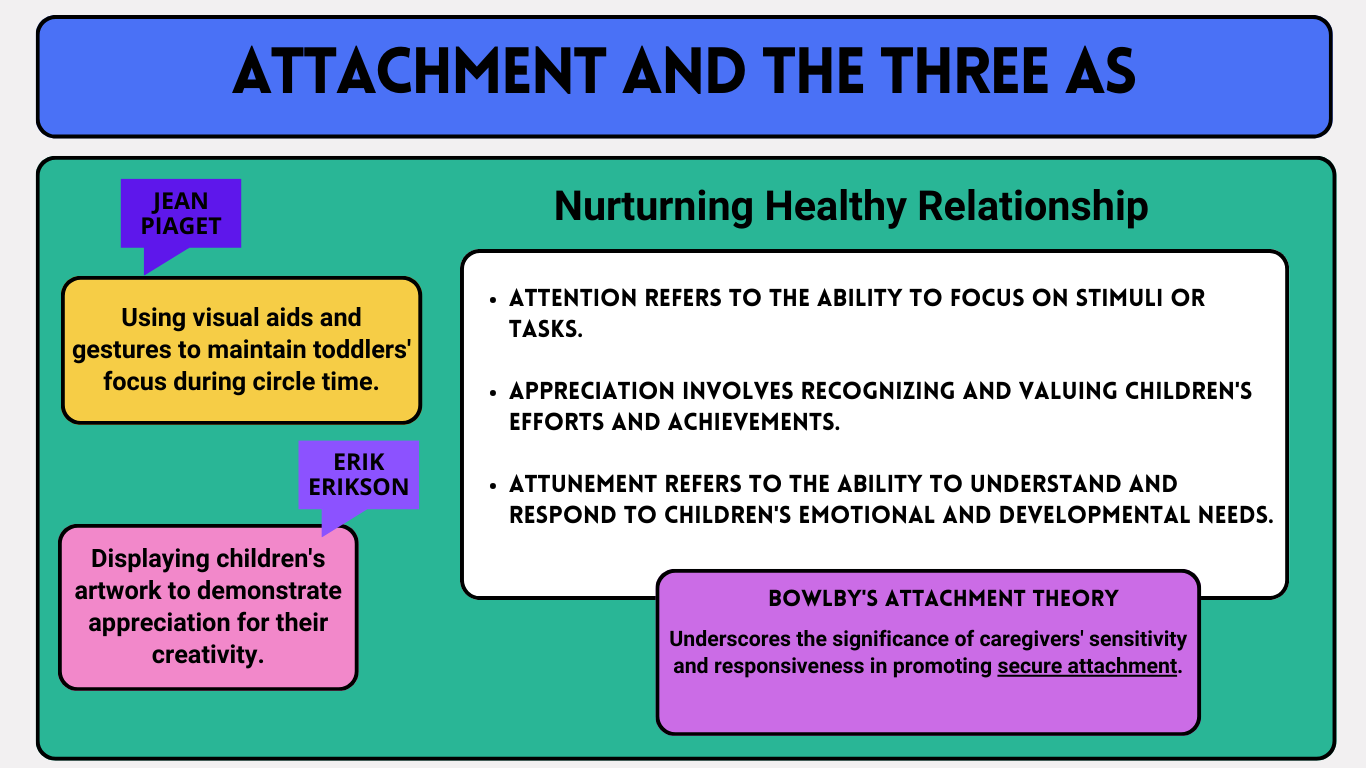 ATTACHMENT AND THE THREE AS
JEAN
PIAGET
Using visual aids and
gestures to maintain toddlers'
focus during circle time.
ERIK
ERIKSON
Displaying children's
artwork to demonstrate
appreciation for their
creativity.
Nurturning Healthy Relationship
• ATTENTION REFERS TO THE ABILITY TO FOCUS ON STIMULI OR
TASKS.
• APPRECIATION INVOLVES RECOGNIZING AND VALUING CHILDREN'S
EFFORTS AND ACHIEVEMENTS.
• ATTUNEMENT REFERS TO THE ABILITY TO UNDERSTAND AND
RESPOND TO CHILDREN'S EMOTIONAL AND DEVELOPMENTAL NEEDS.
BOWLBY'S ATTACHMENT THEORY
Underscores the significance of caregivers' sensitivity
and responsiveness in promoting secure attachment.